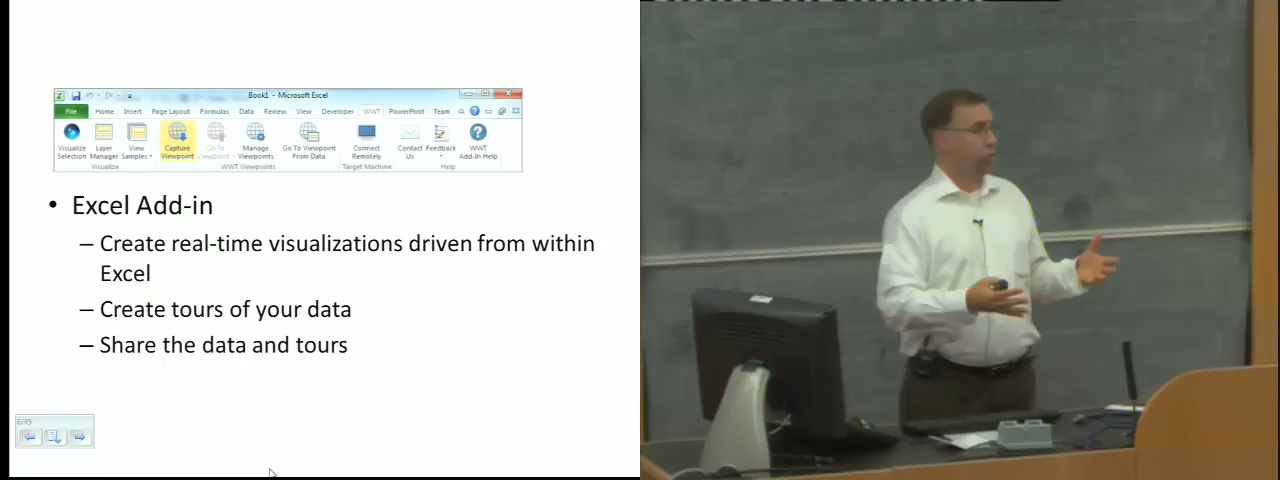 Book1 - Microsoft Excel
File Home Insert Page Layout Formulas Data Review View Developer WWT PowerPivot Team
Visualize Selection
Layer Manager
View Samples
Capture Viewpoint
Go To Viewpoint
Manage Viewpoints
Go To Viewpoint From Data
Connect Remotely
Contact Us
Feedback
WWT Add-In Help
Visualize WWT Viewpoints Target Machine Help
• Excel Add-in
– Create real-time visualizations driven from within
Excel
– Create tours of your data
– Share the data and tours
6/45